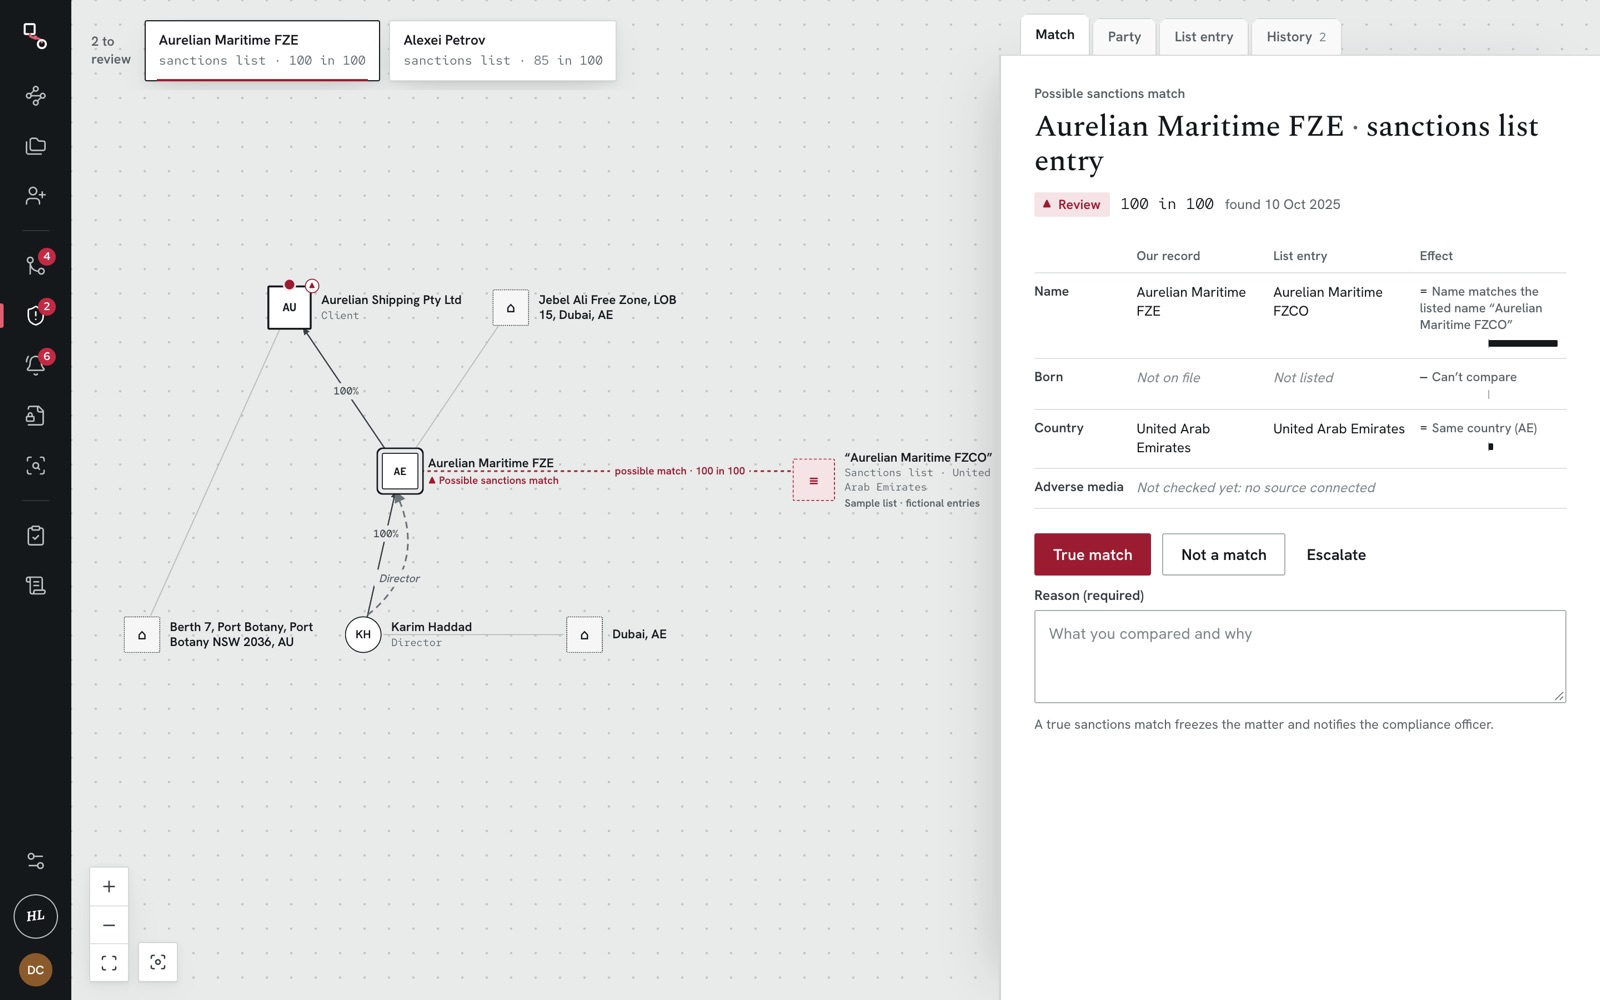 2 to
review
Aurelian Maritime FZE
sanctions list · 100 in 100
Alexei Petrov
sanctions list · 85 in 100
Match
Party
List entry
History 2
4
2
6
HL
DC
AU
Aurelian Shipping Pty Ltd
Client
Jebel Ali Free Zone, LOB
15, Dubai, AE
100%
AE
Aurelian Maritime FZE
▲ Possible sanctions match
possible match · 100 in 100
“Aurelian Maritime FZCO”
Sanctions list · United
Arab Emirates
Sample list · fictional entries
100%
Director
Berth 7, Port Botany, Port
Botany NSW 2036, AU
KH
Karim Haddad
Director
Dubai, AE
Possible sanctions match
Aurelian Maritime FZE · sanctions list
entry
▲ Review 100 in 100 found 10 Oct 2025
Our record List entry Effect
Name
Aurelian Maritime
FZE
Aurelian Maritime
FZCO
= Name matches the
listed name “Aurelian
Maritime FZCO”
Born Not on file Not listed – Can’t compare
Country
United Arab
Emirates
United Arab Emirates
= Same country (AE)
Adverse media Not checked yet: no source connected
True match
Not a match
Escalate
Reason (required)
What you compared and why
A true sanctions match freezes the matter and notifies the compliance officer.